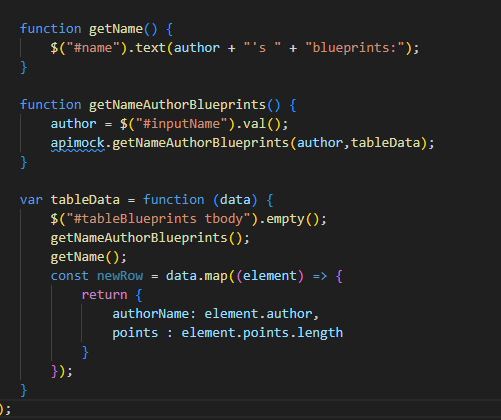 function getName() {
    $("#name").text(author + "'s " + "blueprints:");
}
function getNameAuthorBlueprints() {
    author = $("#inputName").val();
    apimock.getNameAuthorBlueprints(author,tableData);
}
var tableData = function (data) {
    $("#tableBlueprints tbody").empty();
    getNameAuthorBlueprints();
    getName();
    const newRow = data.map((element) => {
        return {
            authorName: element.author,
            points : element.points.length
        }
    });
}
);